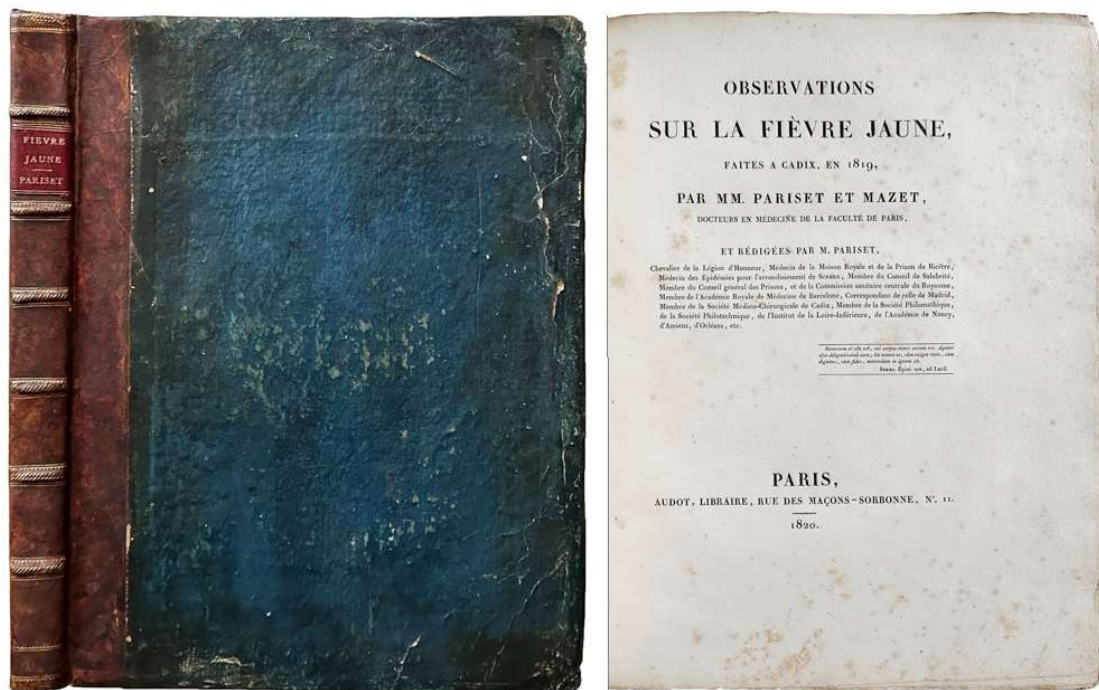 FIEVRE
JAUNE
PARISET
OBSERVATIONS
SUR LA FIÈVRE JAUNE,
FAITES A CADIX, EN 1819,
PAR MM. PARISET ET MAZET,
DOCTEURS EN MÉDECINE DE LA FACULTÉ DE PARIS,
ET RÉDIGÉES PAR M. PARISET,
Chevalier de la Légion d'Honneur, Médecin de la Maison Royale et de la Prison de Bicêtre,
Médecin des Épidémies pour l'arrondissement de Sceaux, Membre du Conseil de Salubrité,
Membre du Conseil général des Prisons, et de la Commission sanitaire centrale du Royaume,
Membre de l'Académie Royale de Médecine de Barcelone, Correspondant de celle de Madrid,
Membre de la Société Médico-Chirurgicale de Cadix, Membre de la Société Philomathique,
de la Société Philotechnique, de l'Institut de la Loire-Inférieure, de l'Académie de Nancy,
d'Amiens, d'Orléans, etc.
PARIS,
AUDOT, LIBRAIRE, RUE DES MAÇONS-SORBONNE, N°. 11.
1820.